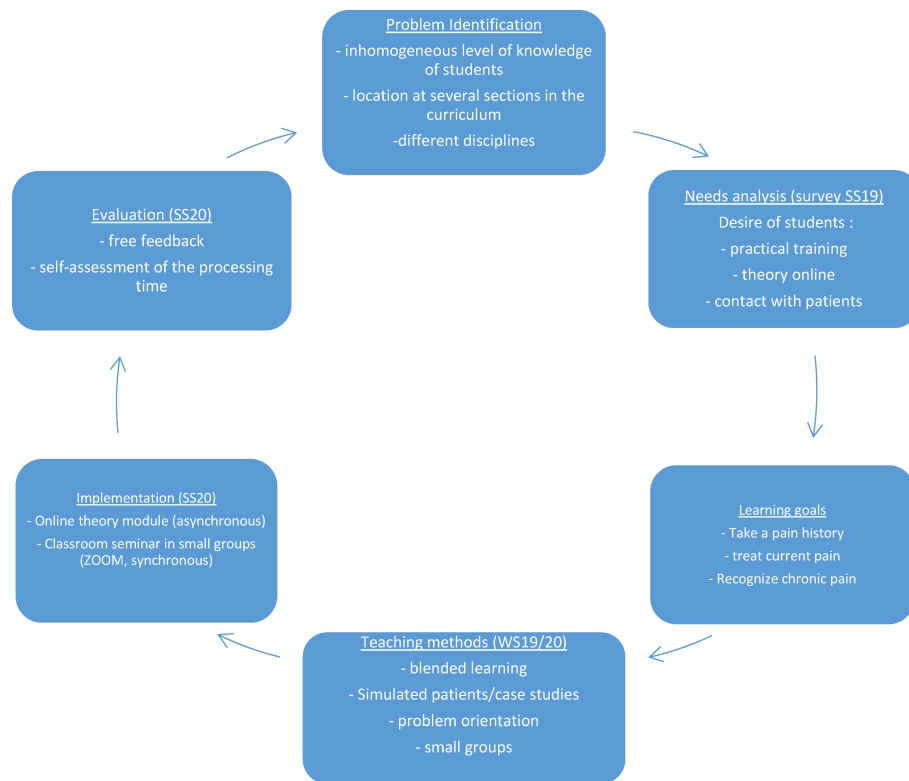 Problem Identification
- inhomogeneous level of knowledge
of students
- location at several sections in the
curriculum
-different disciplines
Needs analysis (survey SS19)
Desire of students :
- practical training
- theory online
- contact with patients
Learning goals
- Take a pain history
- treat current pain
- Recognize chronic pain
Teaching methods (WS19/20)
- blended learning
- Simulated patients/case studies
- problem orientation
- small groups
Implementation (SS20)
- Online theory module (asynchronous)
- Classroom seminar in small groups
(ZOOM, synchronous)
Evaluation (SS20)
- free feedback
- self-assessment of the processing
time